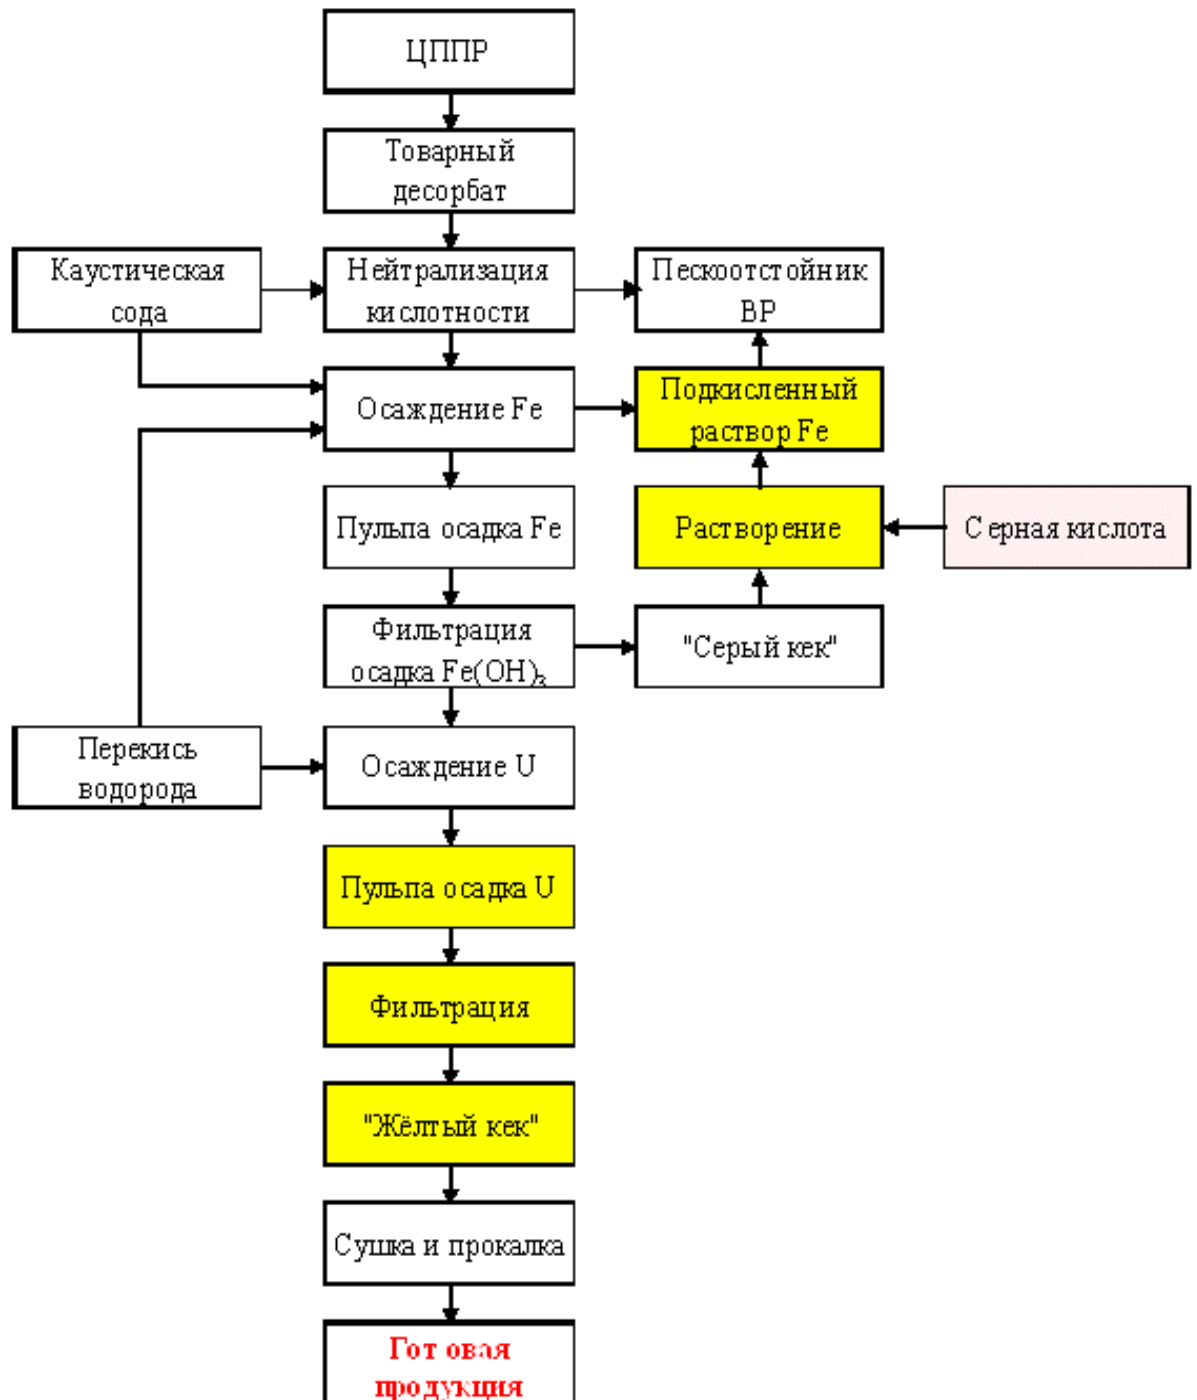 ЦППР
Товарный
десорбат
Каустическая
сода
Нейтрализация
кислотности
Пескоотстойник
ВР
Осаждение Fe
Подкисленный
раствор Fe
Пульпа осадка Fe
Растворение
Серная кислота
Фильтрация
осадка Fe(OH)₃
"Серый кек"
Перекись
водорода
Осаждение U
Пульпа осадка U
Фильтрация
"Жёлтый кек"
Сушка и прокалка
Готовая
продукция